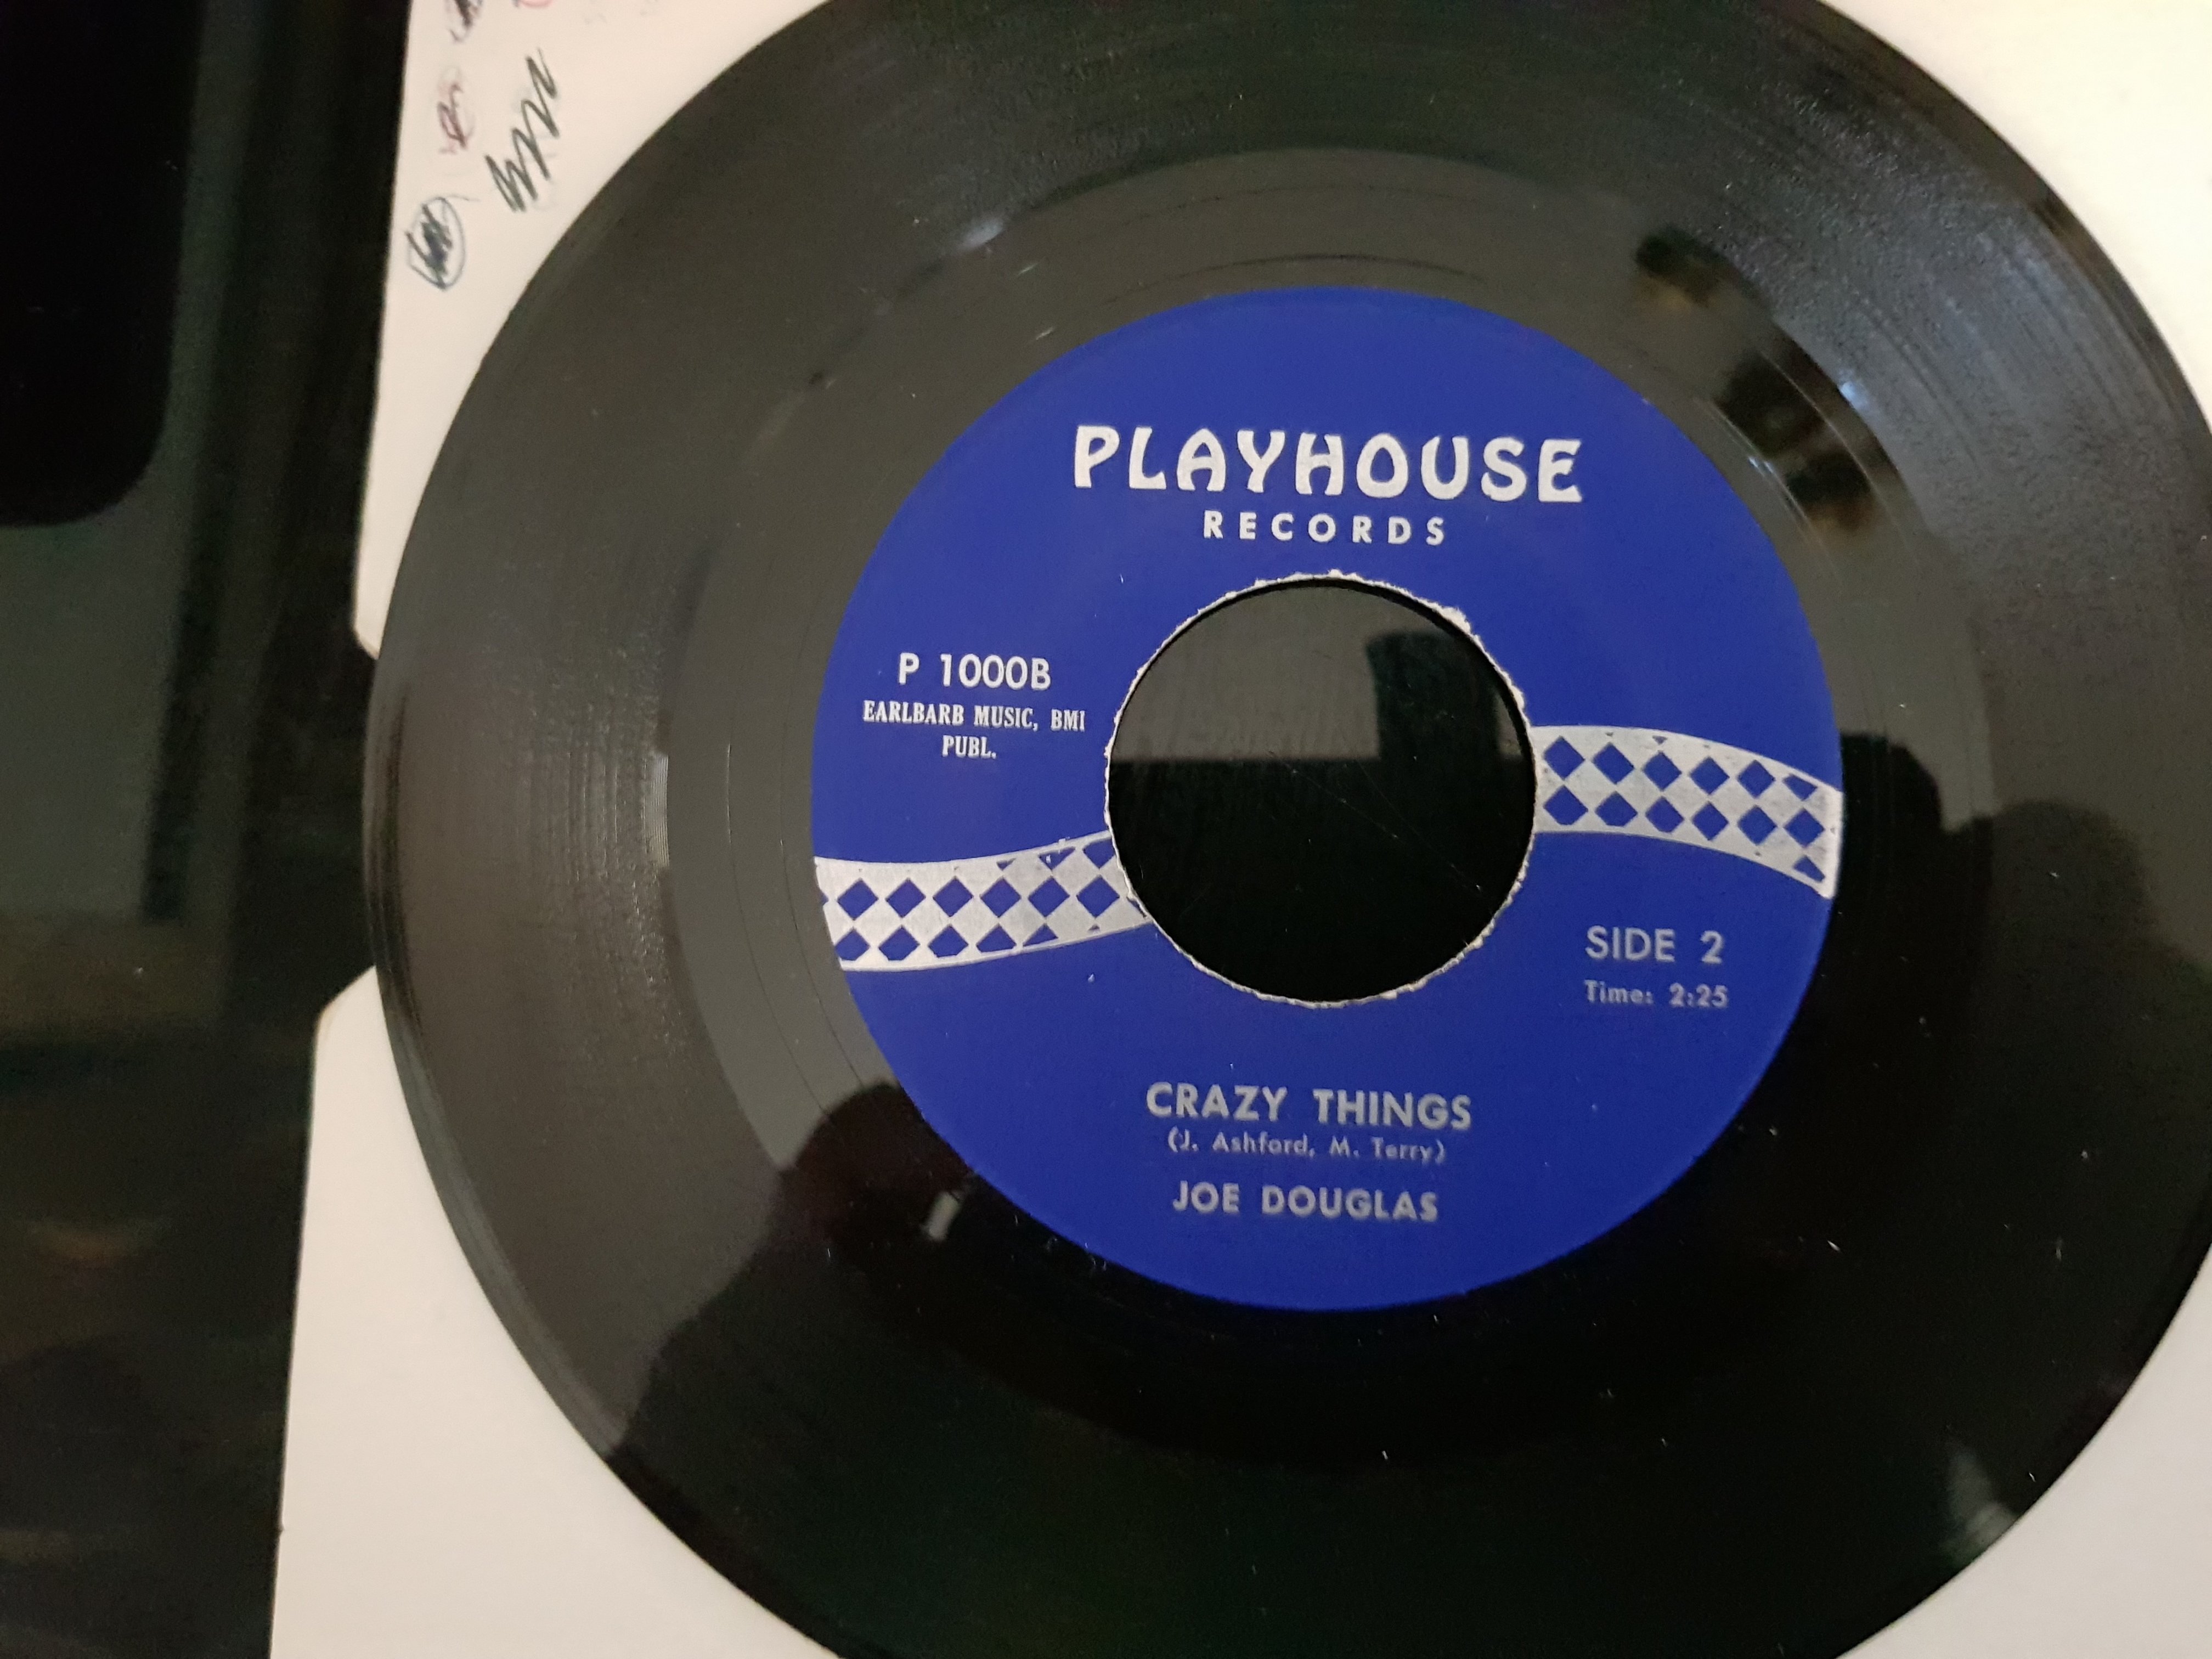 PLAYHOUSE
RECORDS
P 1000B
EARLBARB MUSIC, BMI
PUBL.
SIDE 2
Time: 2:25
CRAZY THINGS
(J. Ashford, M. Terry)
JOE DOUGLAS